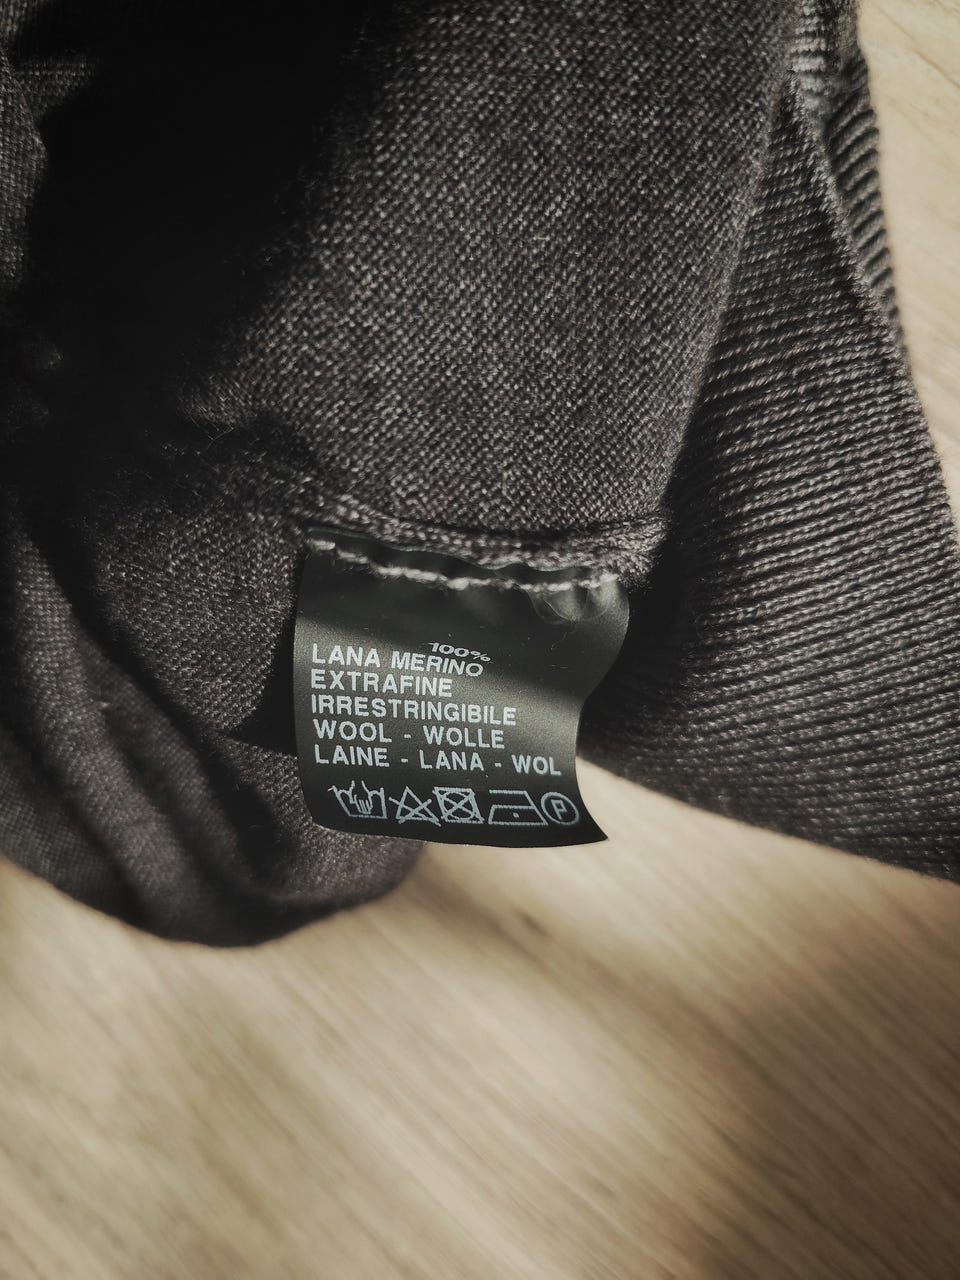 100%
LANA MERINO
EXTRAFINE
IRRESTRINGIBILE
WOOL - WOLLE
LAINE - LANA - WOL
P